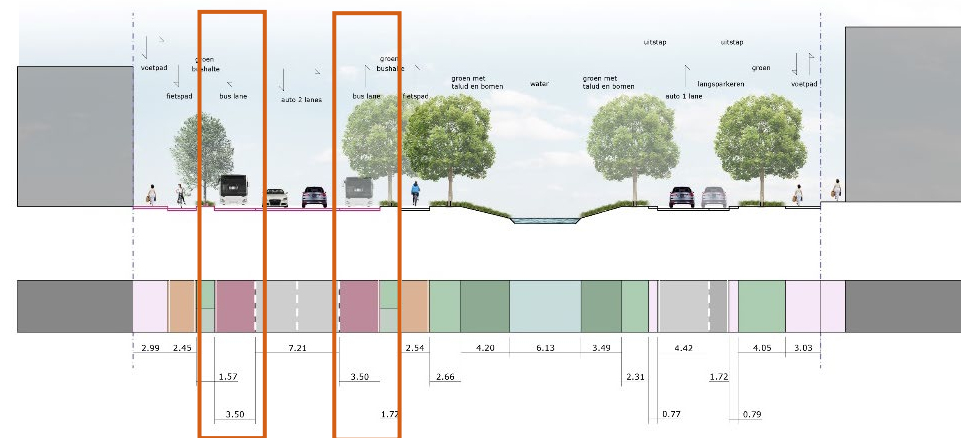 uitstap
uitstap
groen
bushalte
groen
bushalte
voetpad
groen
voetpad
groen met
talud en bomen
water
groen met
talud en bomen
langsparkeren
fietspad
bus lane
auto 2 lanes
bus lane
fietspad
auto 1 lane
2.99
2.45
7.21
2.54
4.20
6.13
3.49
4.42
4.05
3.03
1.57
3.50
2.66
2.31
1.72
3.50
1.72
0.77
0.79